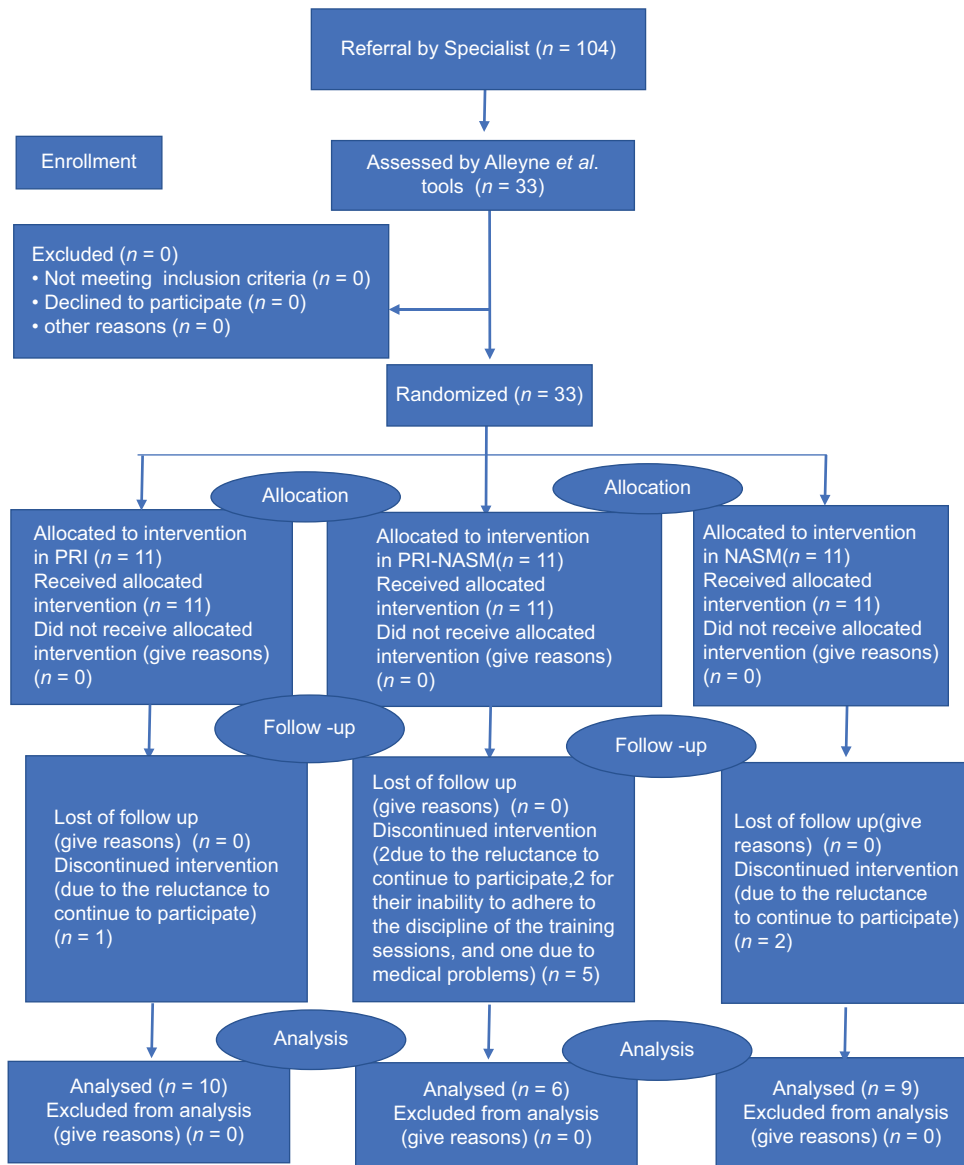 Referral by Specialist (n = 104)
Enrollment
Assessed by Alleyne et al.
tools (n = 33)
Excluded (n = 0)
• Not meeting inclusion criteria (n = 0)
• Declined to participate (n = 0)
• other reasons (n = 0)
Randomized (n = 33)
Allocation
Allocation
Allocated to intervention
in PRI (n = 11)
Received allocated
intervention (n = 11)
Did not receive allocated
intervention (give reasons)
(n = 0)
Allocated to intervention
in PRI-NASM(n = 11)
Received allocated
intervention (n = 11)
Did not receive allocated
intervention (give reasons)
(n = 0)
Allocated to intervention
in NASM(n = 11)
Received allocated
intervention (n = 11)
Did not receive allocated
intervention (give reasons)
(n = 0)
Follow -up
Follow -up
Lost of follow up
(give reasons) (n = 0)
Discontinued intervention
(due to the reluctance to
continue to participate)
(n = 1)
Lost of follow up
(give reasons) (n = 0)
Discontinued intervention
(2due to the reluctance to
continue to participate,2 for
their inability to adhere to
the discipline of the training
sessions, and one due to
medical problems) (n = 5)
Lost of follow up(give
reasons) (n = 0)
Discontinued intervention
(due to the reluctance
to continue to participate)
(n = 2)
Analysis
Analysis
Analysed (n = 10)
Excluded from analysis
(give reasons) (n = 0)
Analysed (n = 6)
Excluded from analysis
(give reasons) (n = 0)
Analysed (n = 9)
Excluded from analysis
(give reasons) (n = 0)